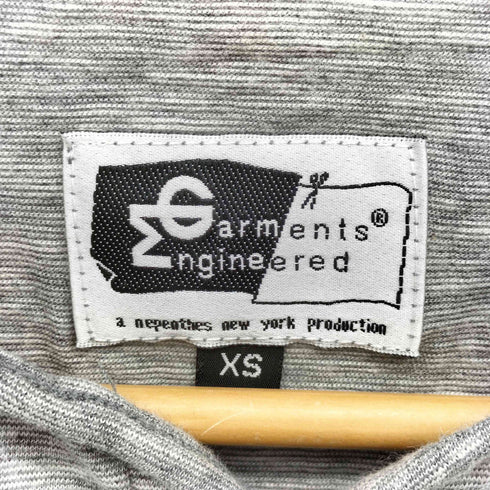 Garments®
Engineered
a nepenthes new york production
XS